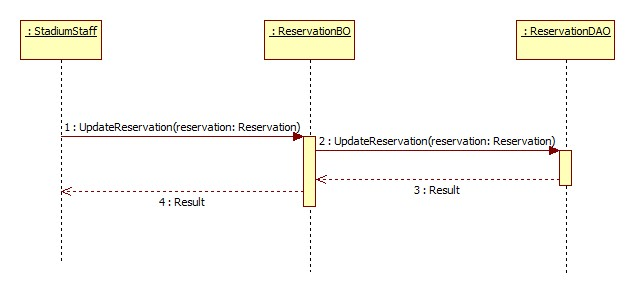 : StadiumStaff
: ReservationBO
: ReservationDAO
1 : UpdateReservation(reservation: Reservation)
2 : UpdateReservation(reservation: Reservation)
3 : Result
4 : Result